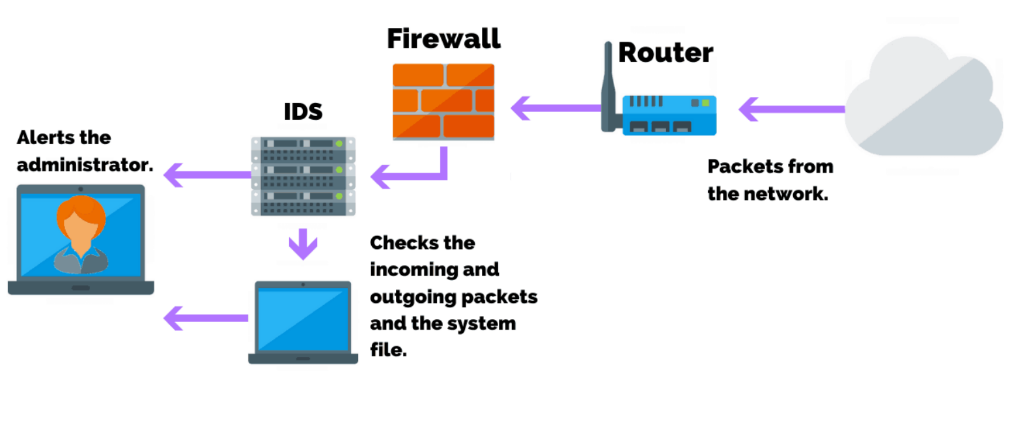 Firewall
Router
IDS
Alerts the
administrator.
Packets from
the network.
Checks the
incoming and
outgoing packets
and the system
file.